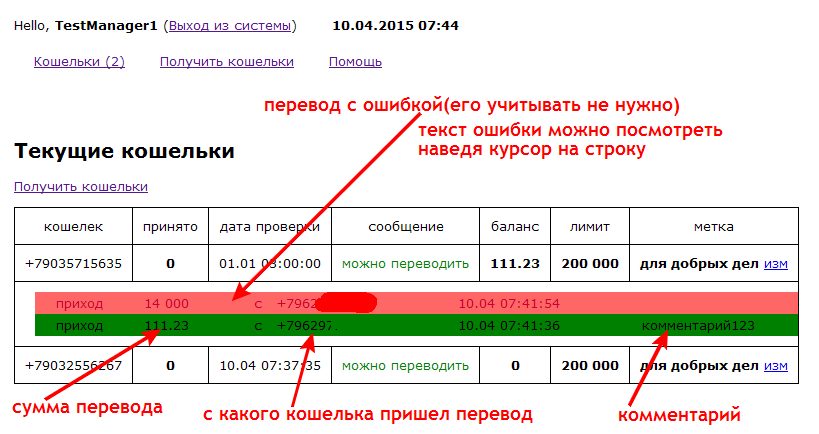 Hello, TestManager1 (Выход из системы) 10.04.2015 07:44
Кошельки (2) Получить кошельки Помощь
перевод с ошибкой(его учитывать не нужно)
текст ошибки можно посмотреть
наведя курсор на строку
Текущие кошельки
Получить кошельки
кошелек принято дата проверки сообщение баланс лимит метка
+79035715635 0 01.01 03:00:00 можно переводить 111.23 200 000 для добрых дел изм
приход 14 000 с +7962 10.04 07:41:54
приход 111.23 с +796297 10.04 07:41:36 комментарий123
+79032556267 0 10.04 07:37:35 можно переводить 0 200 000 для добрых дел изм
сумма перевода
с какого кошелька пришел перевод
комментарий